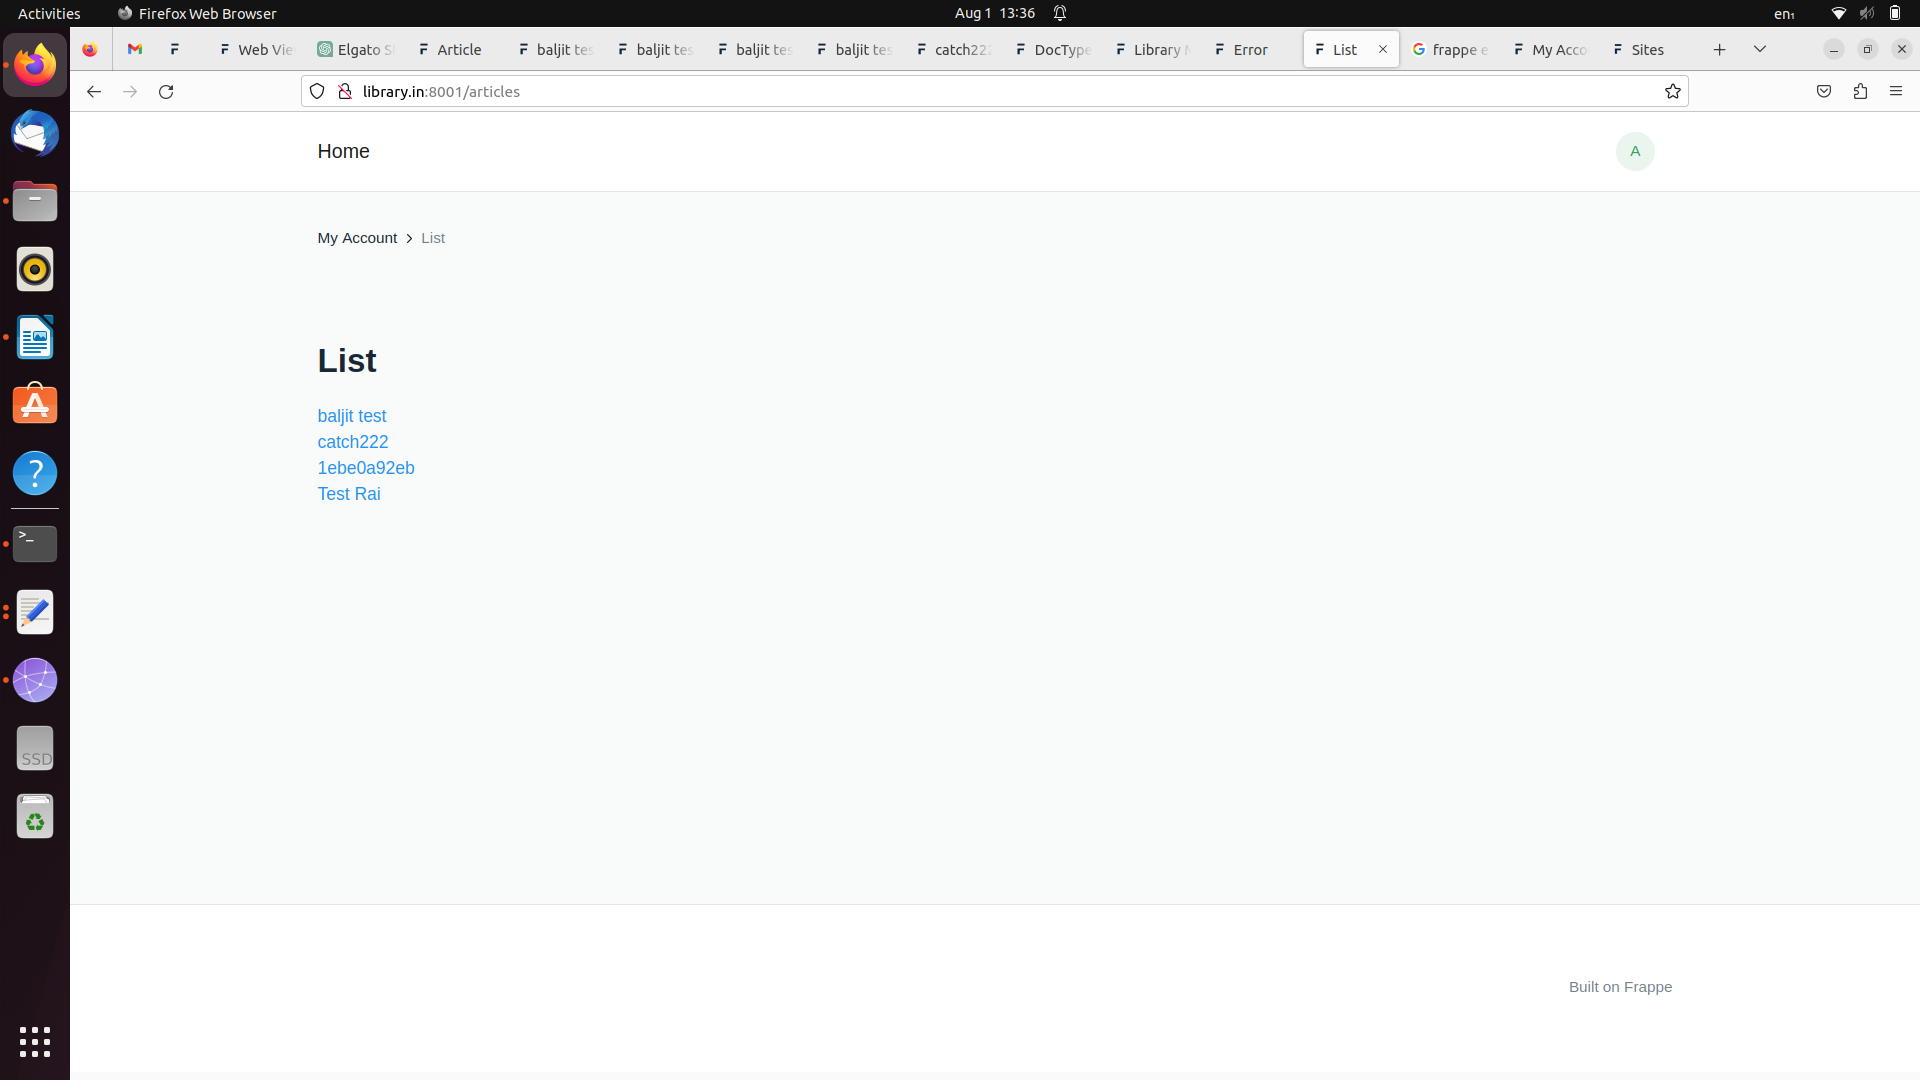 Activities
Firefox Web Browser
Aug 1 13:36
en₁
Web Vie
Elgato S
Article
baljit tes
baljit tes
baljit tes
baljit tes
catch222
DocType
Library
Error
List
frappe e
My Acco
Sites
library.in:8001/articles
Home
A
My Account
List
List
baljit test
catch222
1ebe0a92eb
Test Rai
>_
?
SSD
Built on Frappe